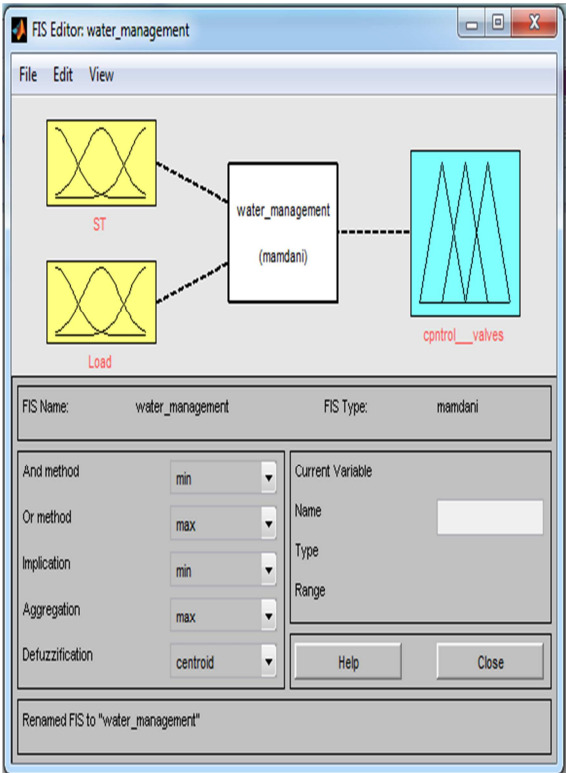 FIS Editor: water_management
File Edit View
ST
Load
water_management
(mamdani)
cpntrol___valves
FIS Name: water_management FIS Type: mamdani
And method min
Or method max
Implication min
Aggregation max
Defuzzification centroid
Current Variable
Name
Type
Range
Help Close
Renamed FIS to "water_management"